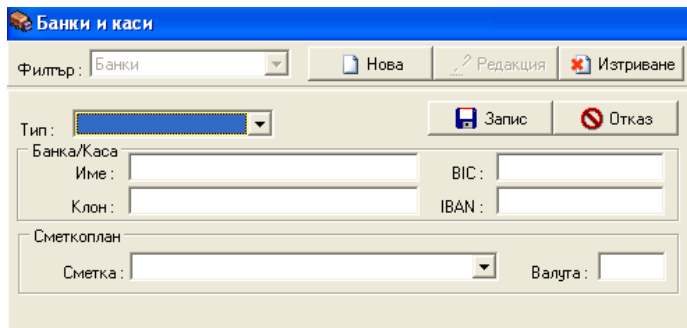 Банки и каси
Филтър : Банки Нова Редакция Изтриване
Тип : Запис Отказ
Банка/Каса
Име : BIC :
Клон : IBAN :
Сметкоплан
Сметка : Валута :